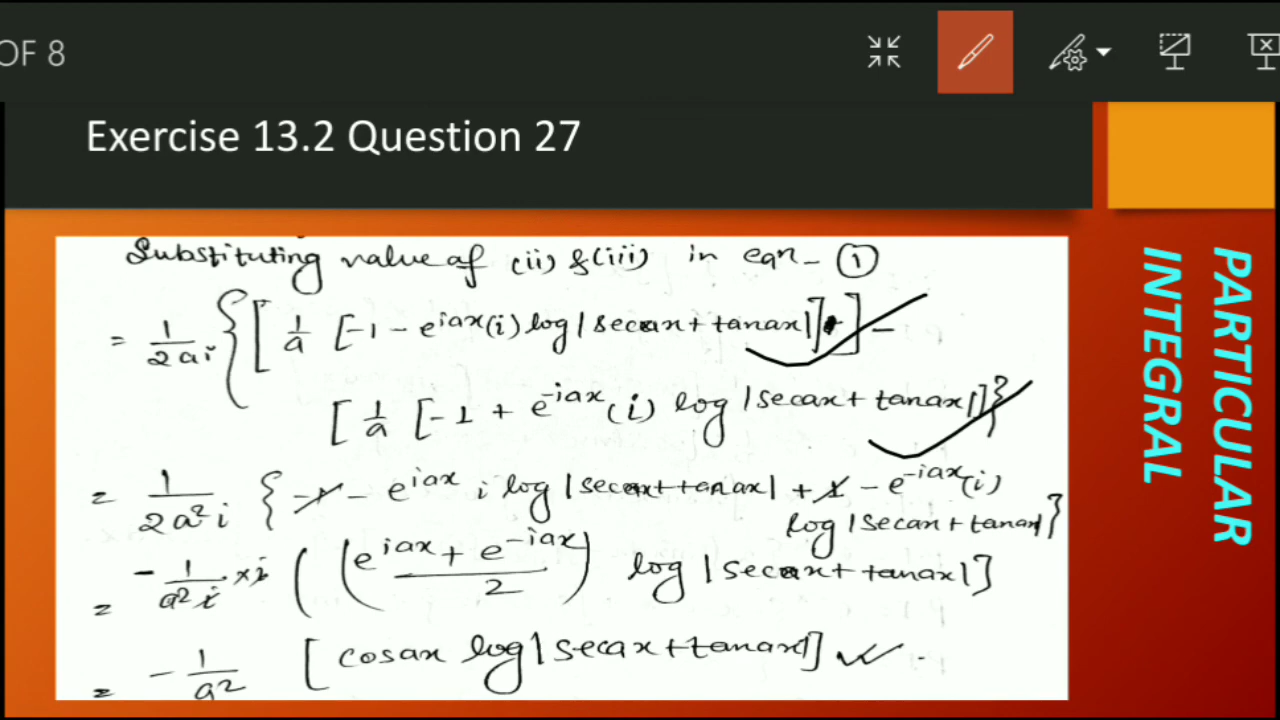 OF 8
Exercise 13.2 Question 27
PARTICULAR
INTEGRAL
Substituting value of (ii) & (iii) in eqn - ①
= 1/2ai { [ 1/a [-1 - e^iax (i) log |secax + tanax|] ] -
[ 1/a [-1 + e^-iax (i) log |secax + tanax|] }
= 1/2a²i { -1 - e^iax i log |secax + tanax| + 1 - e^-iax (i)
log |secax + tanax| }
= - 1/a²i × i ( ( e^iax + e^-iax / 2 ) log |secax + tanax| ]
= - 1/a² [ cosax log |secax + tanax| ]